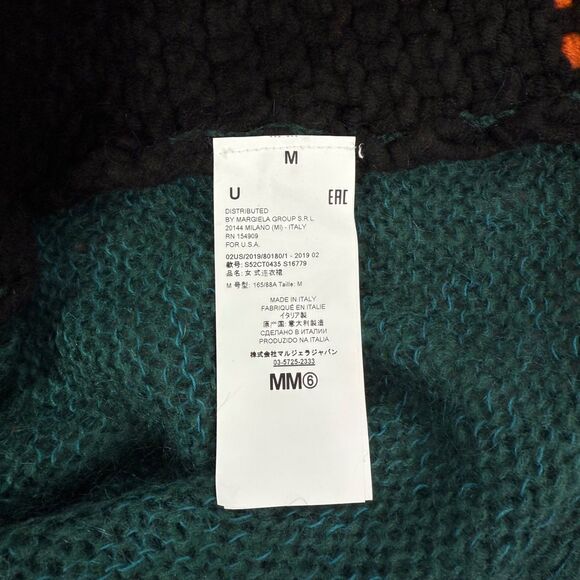 M
U EAC
DISTRIBUTED
BY MARGIELA GROUP S.R.L.
20144 MILANO (MI) - ITALY
RN 154909
FOR U.S.A.
02US/2019/80180/1 - 2019 02
款号: S52CT0435 S16779
品名: 女式连衣裙
M 号型: 165/88A Taille: M
MADE IN ITALY
FABRIQUÉ EN ITALIE
イタリア製
原产国: 意大利製造
СДЕЛАНО В ИТАЛИИ
PRODUZIDO NA ITALIA
株式会社マルジェラジャパン
03-5725-2333
MM⑥